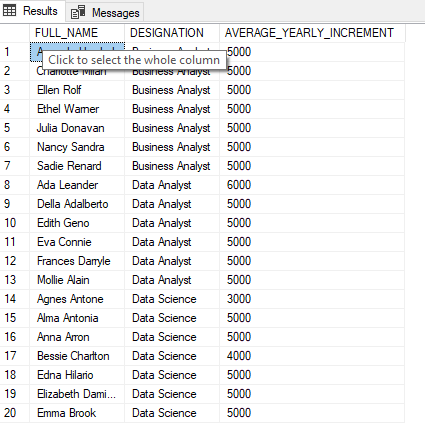 Results Messages
FULL_NAME DESIGNATION AVERAGE_YEARLY_INCREMENT
1 Business Analyst 5000
Click to select the whole column
2 Charlotte Milan Business Analyst 5000
3 Ellen Rolf Business Analyst 5000
4 Ethel Warner Business Analyst 5000
5 Julia Donavan Business Analyst 5000
6 Nancy Sandra Business Analyst 5000
7 Sadie Renard Business Analyst 5000
8 Ada Leander Data Analyst 6000
9 Della Adalberto Data Analyst 5000
10 Edith Geno Data Analyst 5000
11 Eva Connie Data Analyst 5000
12 Frances Darryle Data Analyst 5000
13 Mollie Alain Data Analyst 5000
14 Agnes Antone Data Science 3000
15 Alma Antonia Data Science 5000
16 Anna Arron Data Science 5000
17 Bessie Charlton Data Science 4000
18 Edna Hilario Data Science 5000
19 Elizabeth Dami... Data Science 5000
20 Emma Brook Data Science 5000